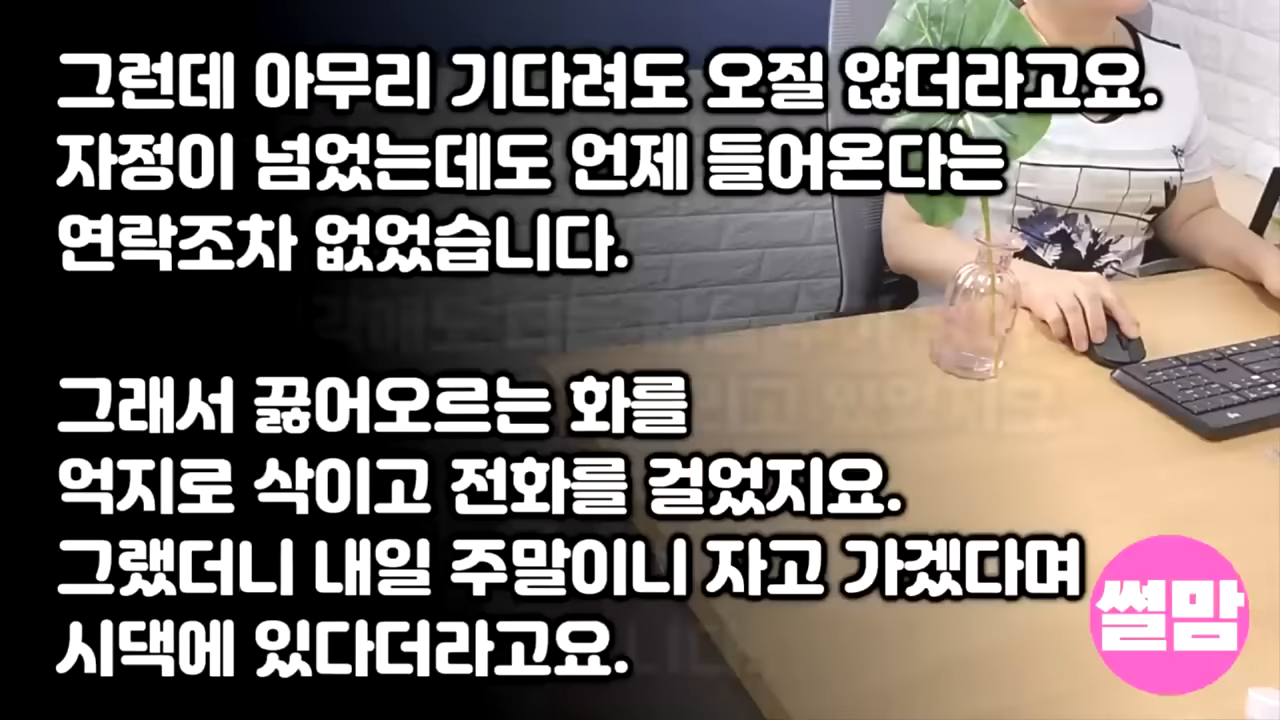 그런데 아무리 기다려도 오질 않더라고요.
자정이 넘었는데도 언제 들어온다는
연락조차 없었습니다.
그래서 끓어오르는 화를
억지로 삭이고 전화를 걸었지요.
그랬더니 내일 주말이니 자고 가겠다며
시댁에 있다더라고요.
썰맘